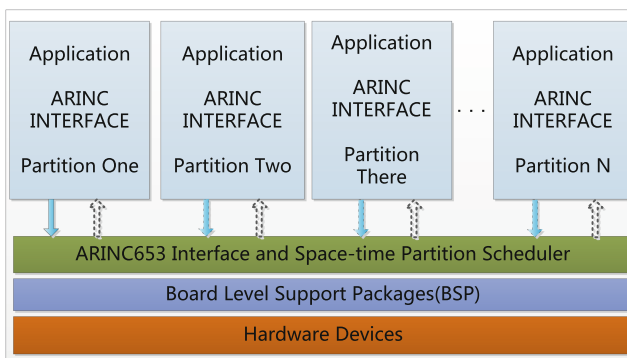 Application
ARINC
INTERFACE
Partition One
Application
ARINC
INTERFACE
Partition Two
Application
ARINC
INTERFACE
Partition
There
. . .
Application
ARINC
INTERFACE
Partition N
ARINC653 Interface and Space-time Partition Scheduler
Board Level Support Packages(BSP)
Hardware Devices